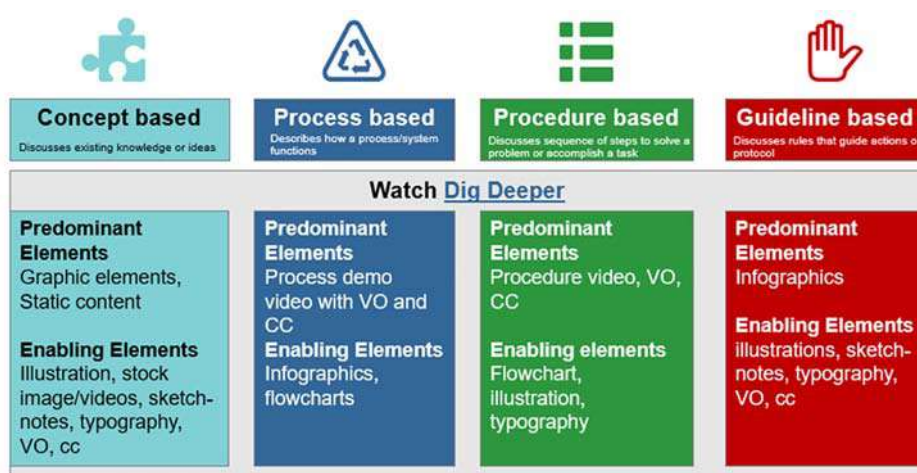 Concept based
Discusses existing knowledge or ideas
Process based
Describes how a process/system
functions
Procedure based
Discusses sequence of steps to solve a
problem or accomplish a task
Guideline based
Discusses rules that guide actions o
protocol
Watch Dig Deeper
Predominant
Elements
Graphic elements,
Static content
Enabling Elements
Illustration, stock
image/videos, sketch-
notes, typography,
VO, cc
Predominant
Elements
Process demo
video with VO and
CC
Enabling Elements
Infographics,
flowcharts
Predominant
Elements
Procedure video, VO,
CC
Enabling elements
Flowchart,
illustration,
typography
Predominant
Elements
Infographics
Enabling Elements
illustrations, sketch-
notes, typography,
VO, cc